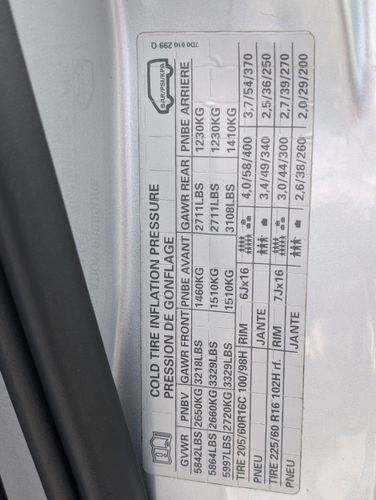 COLD TIRE INFLATION PRESSURE
PRESSION DE GONFLAGE
BAR/PSI/KPA
7D0 010 299 Q
GVWR PNBV GAWR FRONT PNBE AVANT GAWR REAR PNBE ARRIERE
5842LBS 2650KG 3218LBS 1460KG 2711LBS 1230KG
5864LBS 2660KG 3329LBS 1510KG 2711LBS 1230KG
5997LBS 2720KG 3329LBS 1510KG 3108LBS 1410KG
TIRE 205/60R16C 100/98H RIM 6Jx16 4,0/58/400 3,7/54/370
PNEU JANTE 3,4/49/340 2,5/36/250
TIRE 225/60 R16 102H rf. RIM 7Jx16 3,0/44/300 2,7/39/270
PNEU JANTE 2,6/38/260 2,0/29/200